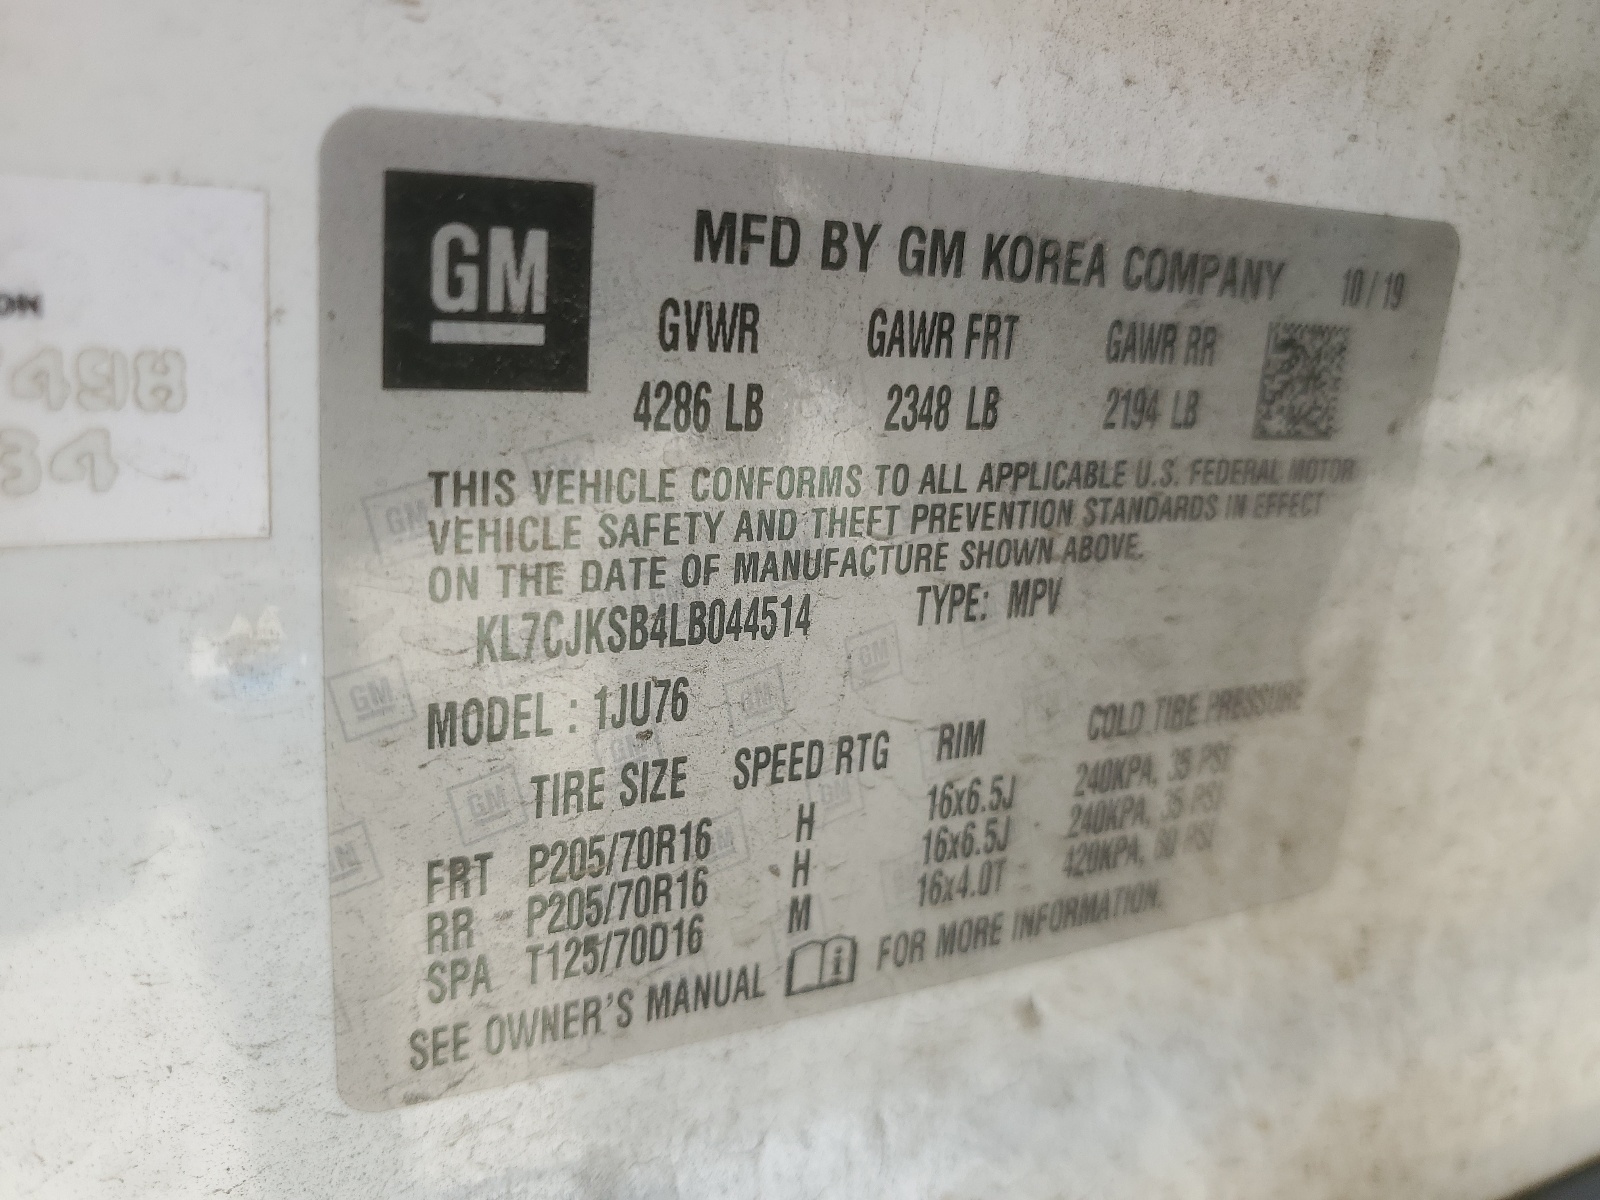 ON
498
34
GM
MFD BY GM KOREA COMPANY 10/19
GVWR GAWR FRT GAWR RR
4286 LB 2348 LB 2194 LB
THIS VEHICLE CONFORMS TO ALL APPLICABLE U.S. FEDERAL MOTOR
VEHICLE SAFETY AND THEFT PREVENTION STANDARDS IN EFFECT
ON THE DATE OF MANUFACTURE SHOWN ABOVE.
KL7CJKSB4LB044514 TYPE: MPV
MODEL : 1JU76
TIRE SIZE SPEED RTG RIM COLD TIRE PRESSURE
FRT P205/70R16 H 16x6.5J 240KPA, 35 PSI
RR P205/70R16 H 16x6.5J 240KPA, 35 PSI
SPA T125/70D16 M 16x4.0T 420KPA, 60 PSI
SEE OWNER'S MANUAL i FOR MORE INFORMATION.